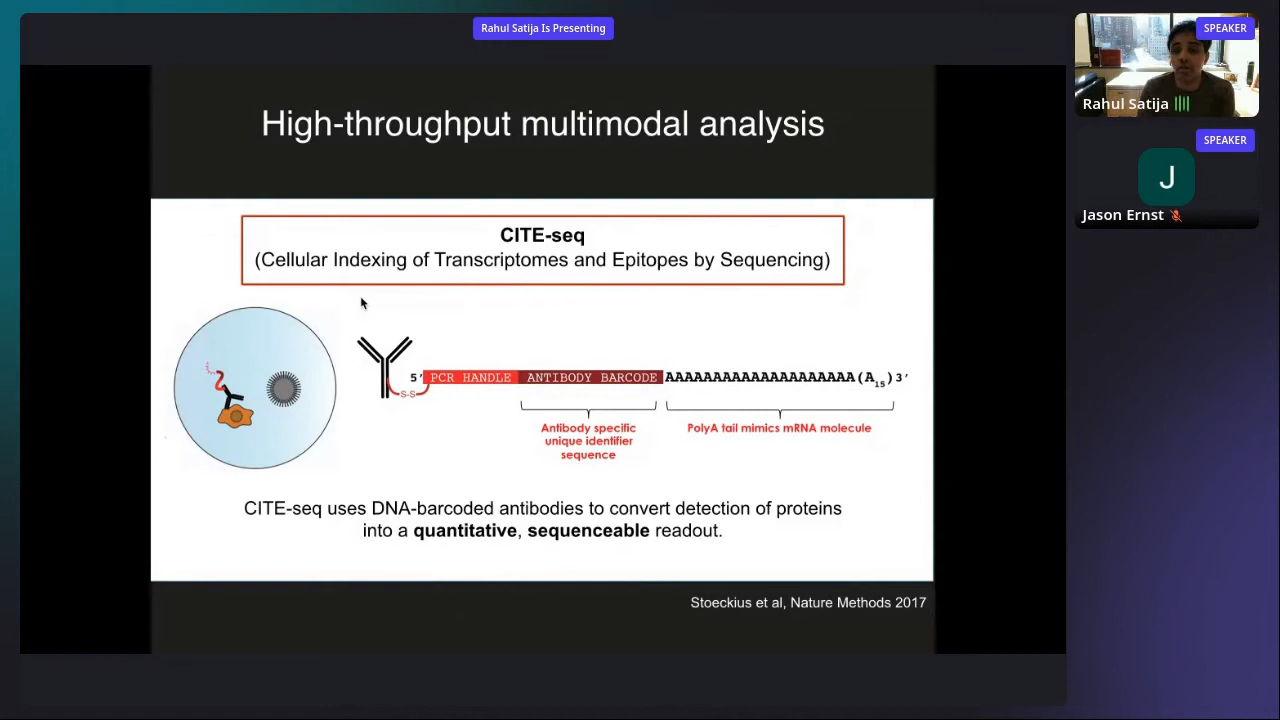 Rahul Satija Is Presenting
SPEAKER
Rahul Satija
SPEAKER
J
Jason Ernst
High-throughput multimodal analysis
CITE-seq
(Cellular Indexing of Transcriptomes and Epitopes by Sequencing)
5’ PCR HANDLE ANTIBODY BARCODE AAAAAAAAAAAAAAAAAAAA(A15)3’
S-S
Antibody specific
unique identifier
sequence
PolyA tail mimics mRNA molecule
CITE-seq uses DNA-barcoded antibodies to convert detection of proteins
into a quantitative, sequenceable readout.
Stoeckius et al, Nature Methods 2017